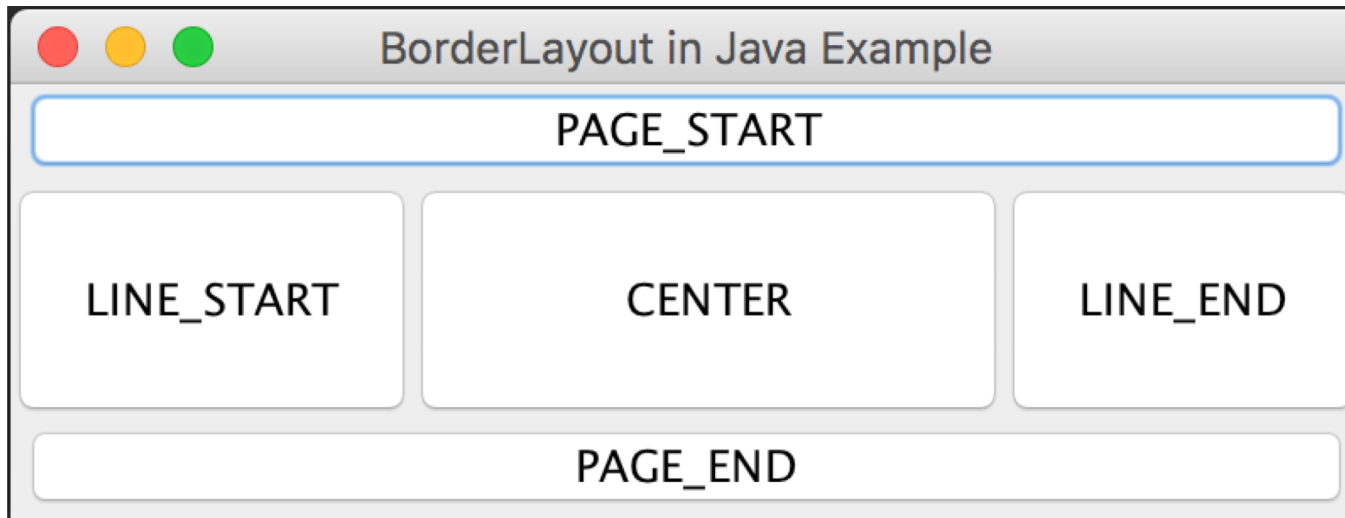 BorderLayout in Java Example
PAGE_START
LINE_START CENTER LINE_END
PAGE_END